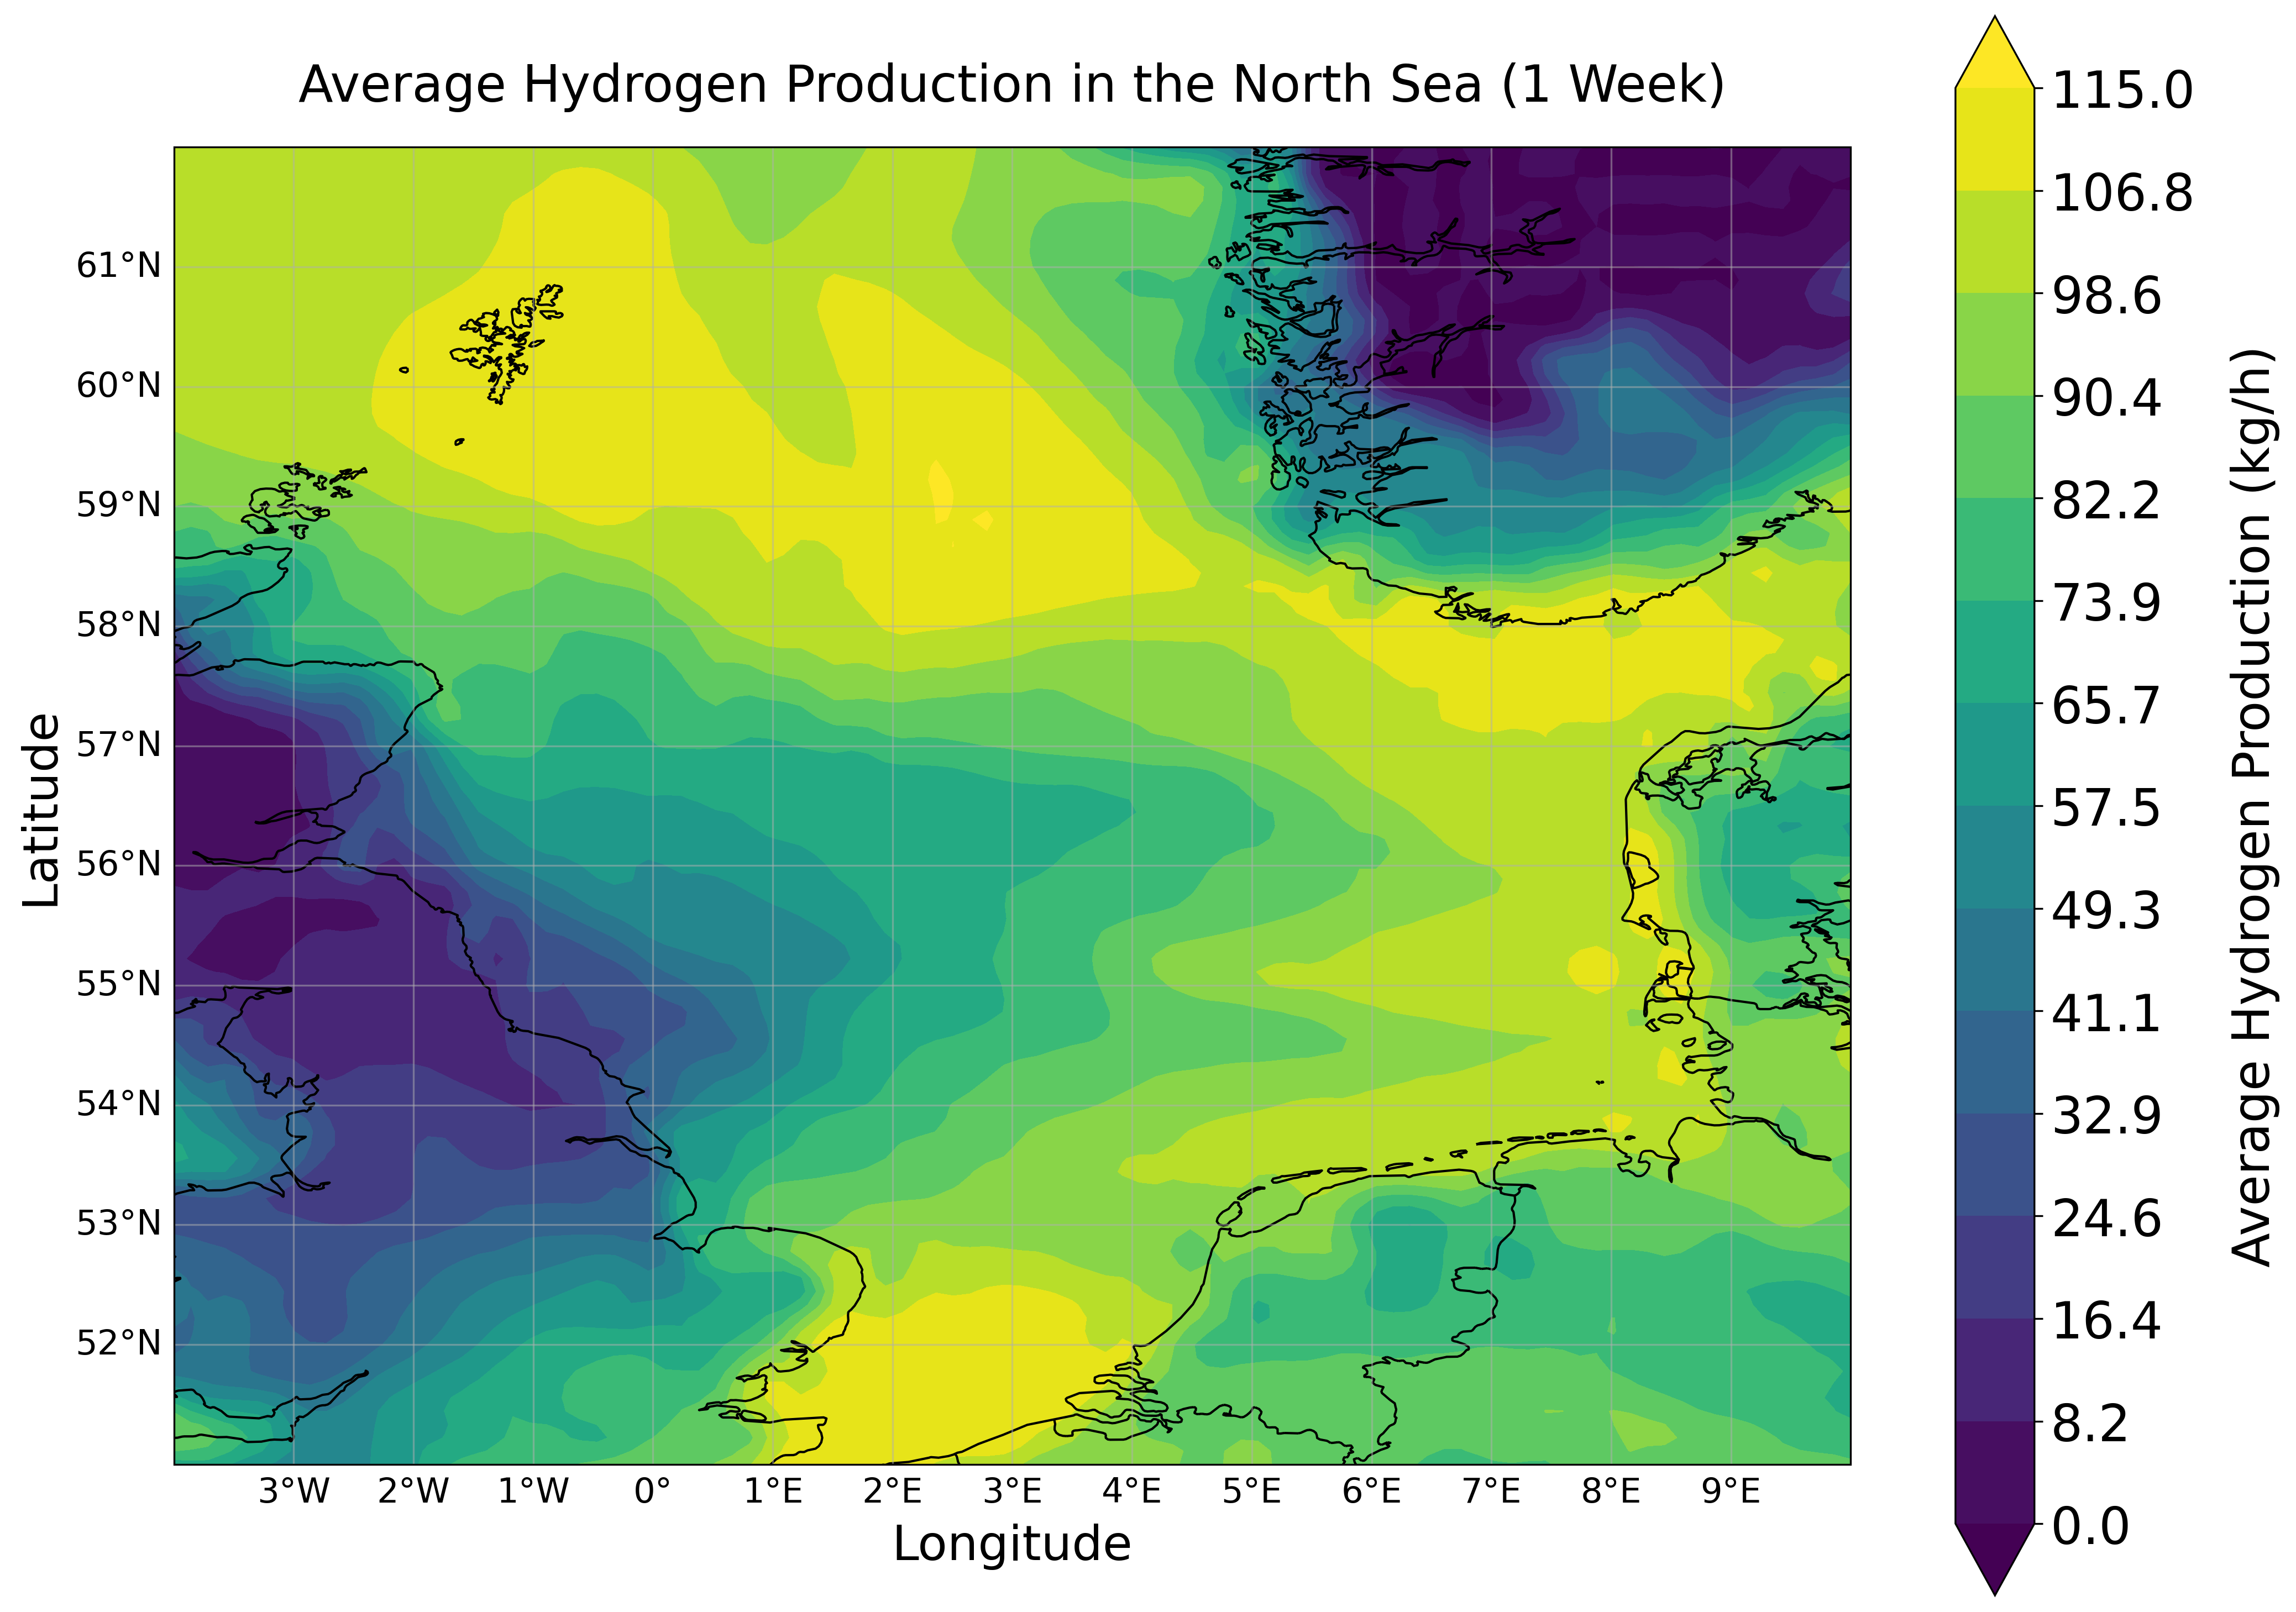 Average Hydrogen Production in the North Sea (1 Week)
61°N
60°N
59°N
58°N
57°N
56°N
55°N
54°N
53°N
52°N
Latitude
3°W 2°W 1°W 0° 1°E 2°E 3°E 4°E 5°E 6°E 7°E 8°E 9°E
Longitude
115.0
106.8
98.6
90.4
82.2
73.9
65.7
57.5
49.3
41.1
32.9
24.6
16.4
8.2
0.0
Average Hydrogen Production (kg/h)